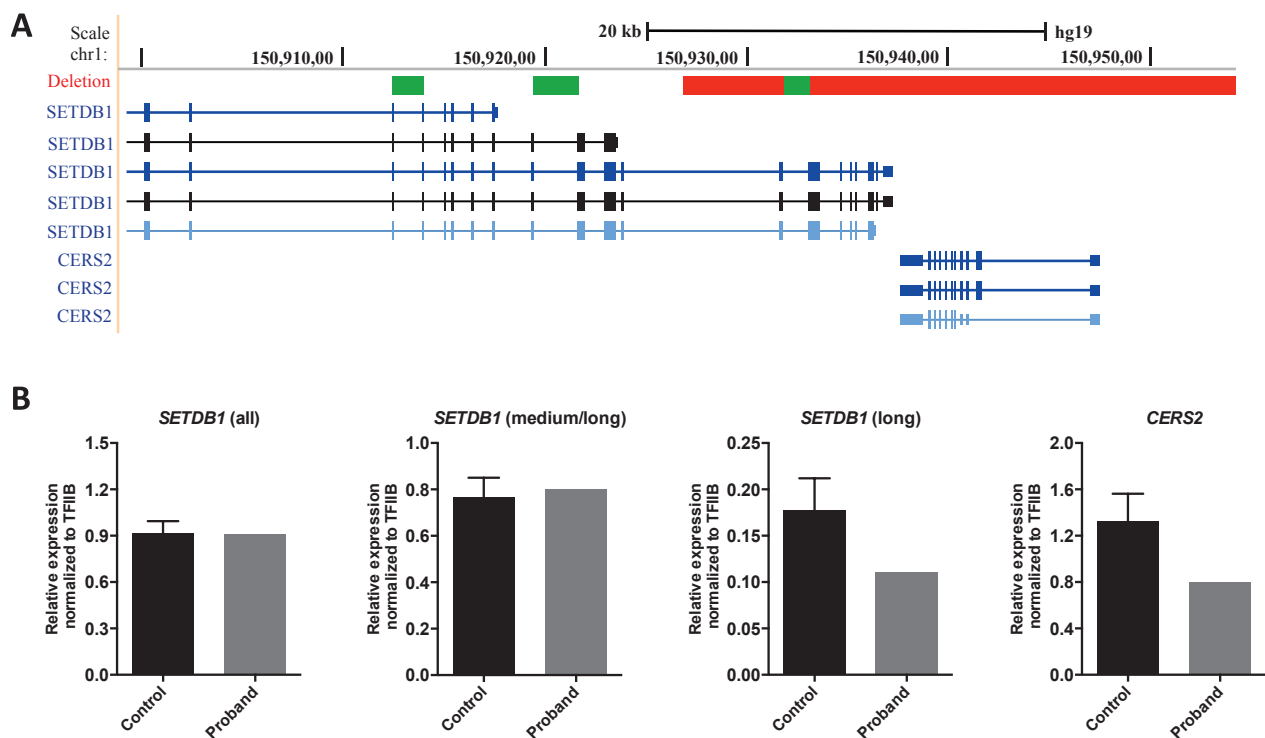 A
Scale
20 kb
hg19
chr1:
150,910,00
150,920,00
150,930,00
150,940,00
150,950,00
Deletion
SETDB1
SETDB1
SETDB1
SETDB1
SETDB1
CERS2
CERS2
CERS2
B
SETDB1 (all)
Relative expression
normalized to TFIIB
1.5
1.2
0.9
0.6
0.3
0.0
Control
Proband
SETDB1 (medium/long)
Relative expression
normalized to TFIIB
1.0
0.8
0.6
0.4
0.2
0.0
Control
Proband
SETDB1 (long)
Relative expression
normalized to TFIIB
0.25
0.20
0.15
0.10
0.05
0.00
Control
Proband
CERS2
Relative expression
normalized to TFIIB
2.0
1.6
1.2
0.8
0.4
0.0
Control
Proband